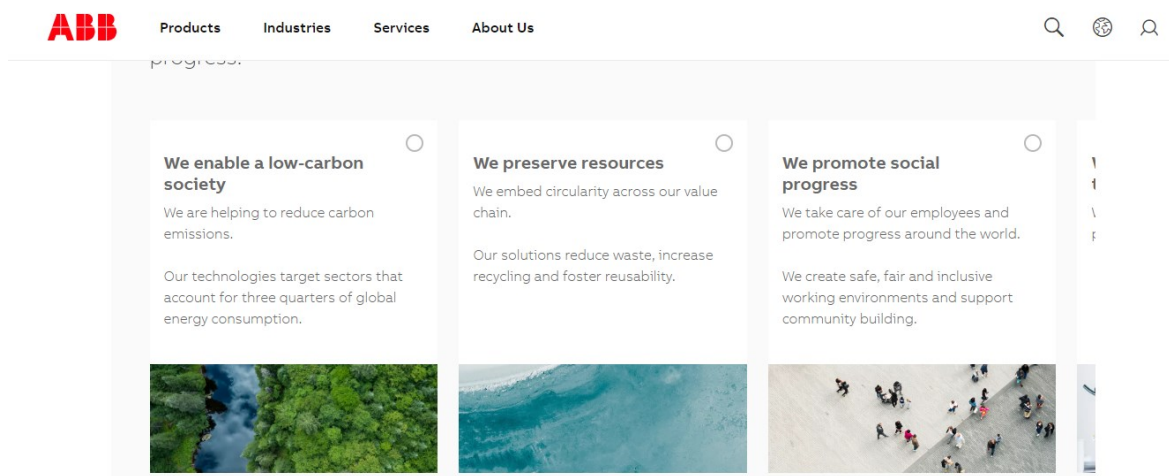 ABB Products Industries Services About Us
progress.
We enable a low-carbon
society
We are helping to reduce carbon
emissions.
Our technologies target sectors that
account for three quarters of global
energy consumption.
We preserve resources
We embed circularity across our value
chain.
Our solutions reduce waste, increase
recycling and foster reusability.
We promote social
progress
We take care of our employees and
promote progress around the world.
We create safe, fair and inclusive
working environments and support
community building.